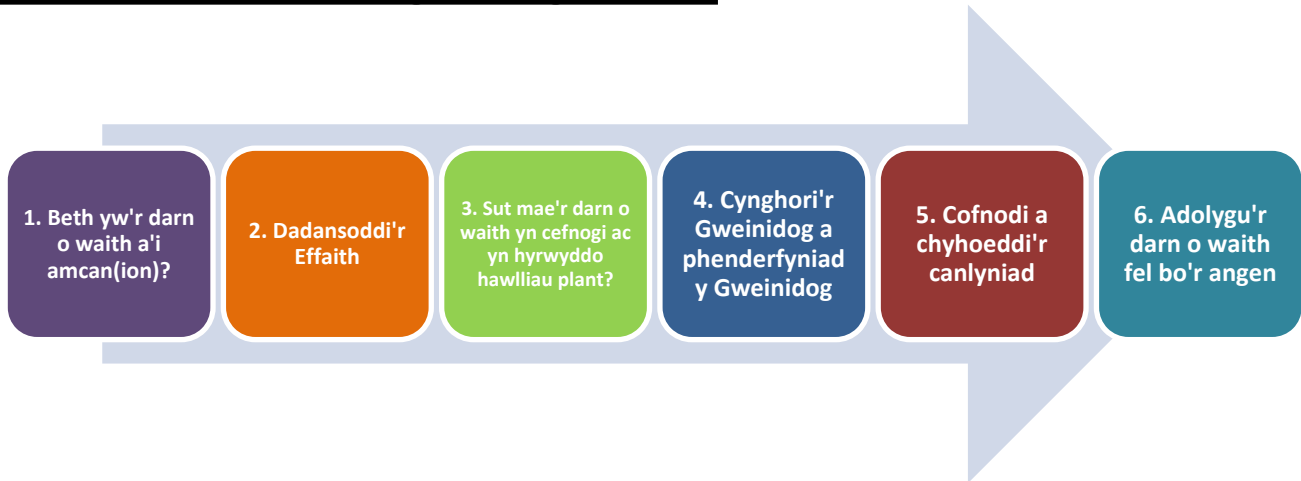 1. Beth yw'r darn
o waith a'i
amcan(ion)?
2. Dadansoddi'r
Effaith
3. Sut mae'r darn o
waith yn cefnogi ac
yn hyrwyddo
hawlliau plant?
4. Cynghori'r
Gweinidog a
phenderfyniad
y Gweinidog
5. Cofnodi a
chyhoeddi'r
canlyniad
6. Adolygu'r
darn o waith
fel bo'r angen